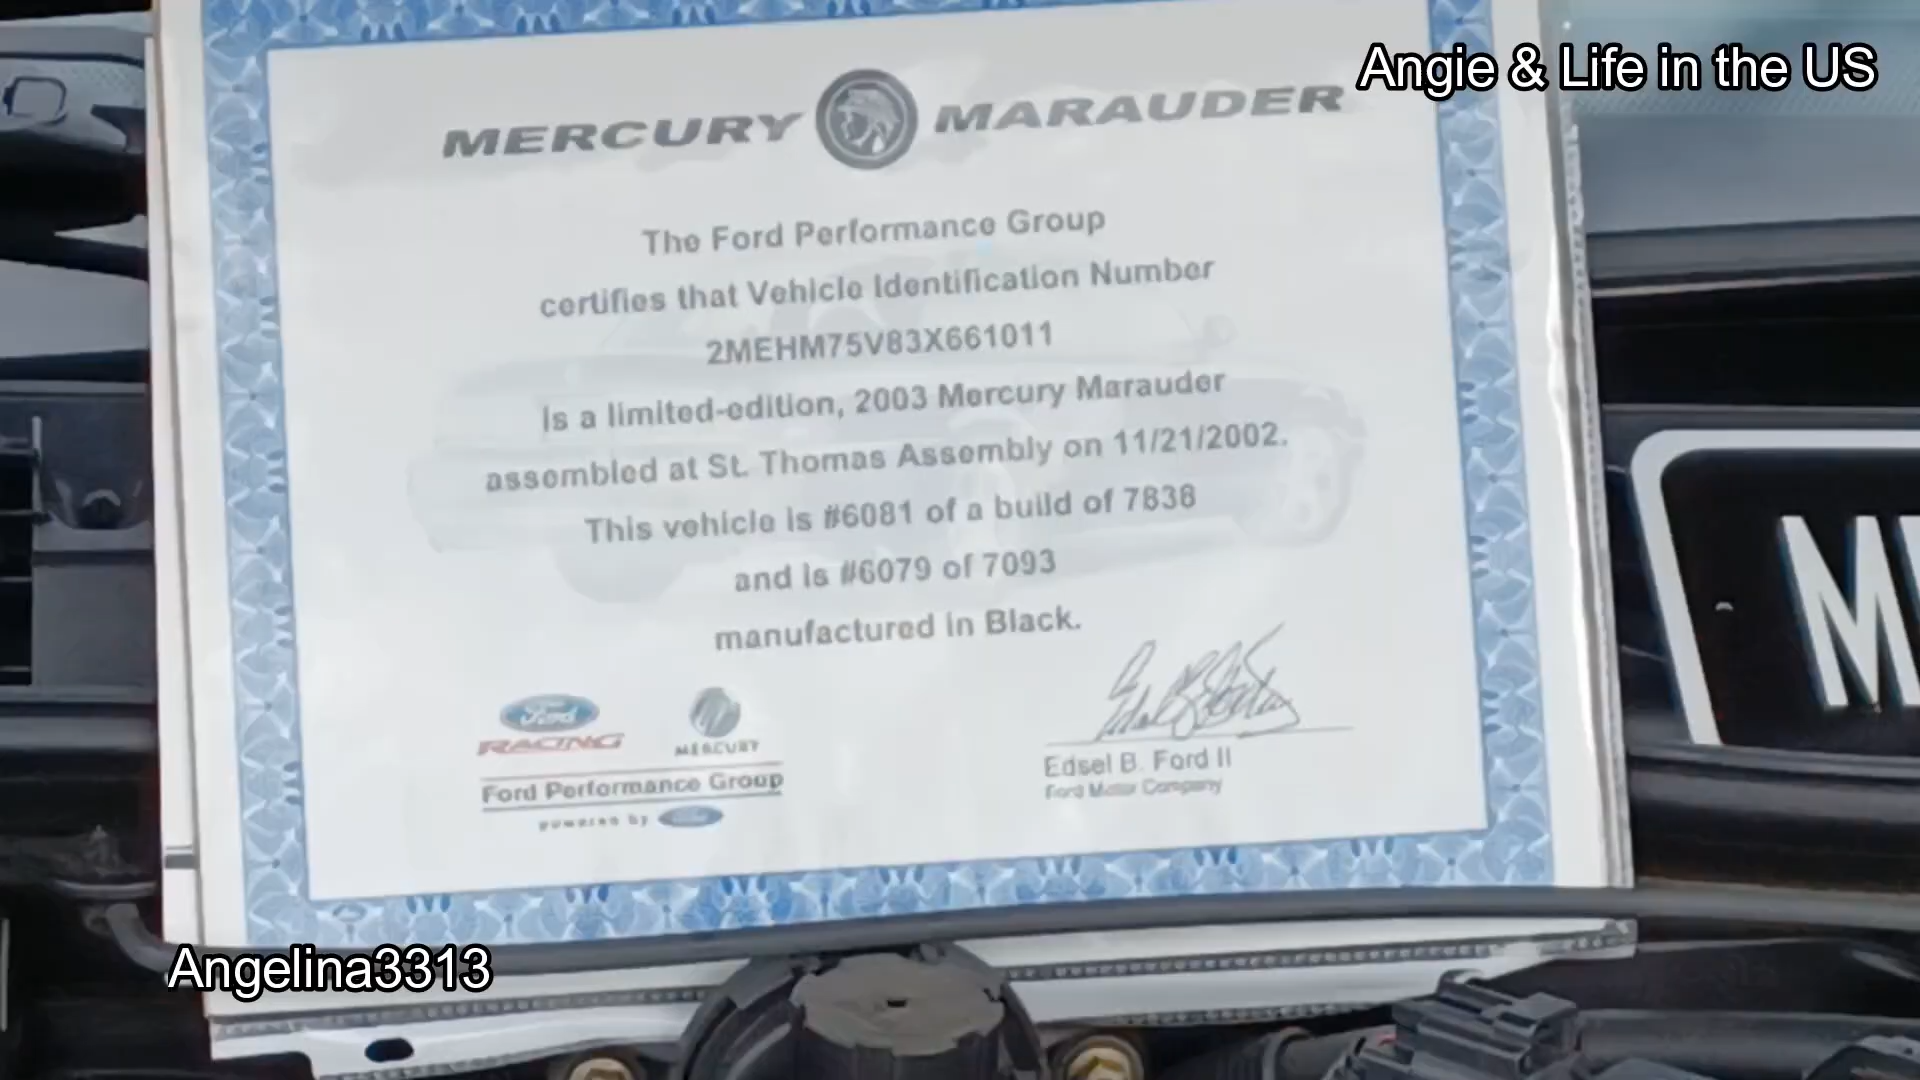 Angie & Life in the US
MERCURY MARAUDER
The Ford Performance Group
certifies that Vehicle Identification Number
2MEHM75V83X661011
is a limited-edition, 2003 Mercury Marauder
assembled at St. Thomas Assembly on 11/21/2002.
This vehicle is #6081 of a build of 7838
and is #6079 of 7093
manufactured in Black.
Ford
RACING
MERCURY
Ford Performance Group
powered by Ford
Edsel B. Ford II
Ford Motor Company
M
Angelina3313